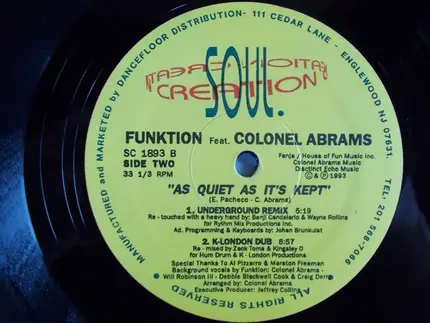 MANUFACTURED and MARKETED by DANCEFLOOR DISTRIBUTION- 111 CEDAR LANE - ENGLEWOOD NJ 07631. TEL. 201 568-7066
SOUL.
CREATION
FUNKTION Feat. COLONEL ABRAMS
SC 1893 B
SIDE TWO
33 1/3 RPM
Fanja / House of Fun Music Inc.
Colonel Abrams Music
Distinct Echo Music
© & ℗ 1993
"AS QUIET AS IT'S KEPT"
(E. Pacheco - C. Abrams)
1. UNDERGROUND REMIX 5:19
Re - touched with a heavy hand by: Benji Candelario & Wayne Rollins
for Rythm Mix Productions Inc.
Ad. Programming & Keyboards by: Johan Brunkuist
2. K-LONDON DUB 6:57
Re - mixed by Zack Toms & Kingsley O
for Hum Drum & K - London Productions
Special Thanks To Al Pizzarro & Marston Freeman
Background vocals by Funktion: Colonel Abrams -
Will Robinson III - Debbie Blackwell Cook & Craig Derry
Arranged by: Colonel Abrams
Executive Producer: Jeffrey Collins
ALL RIGHTS RESERVED